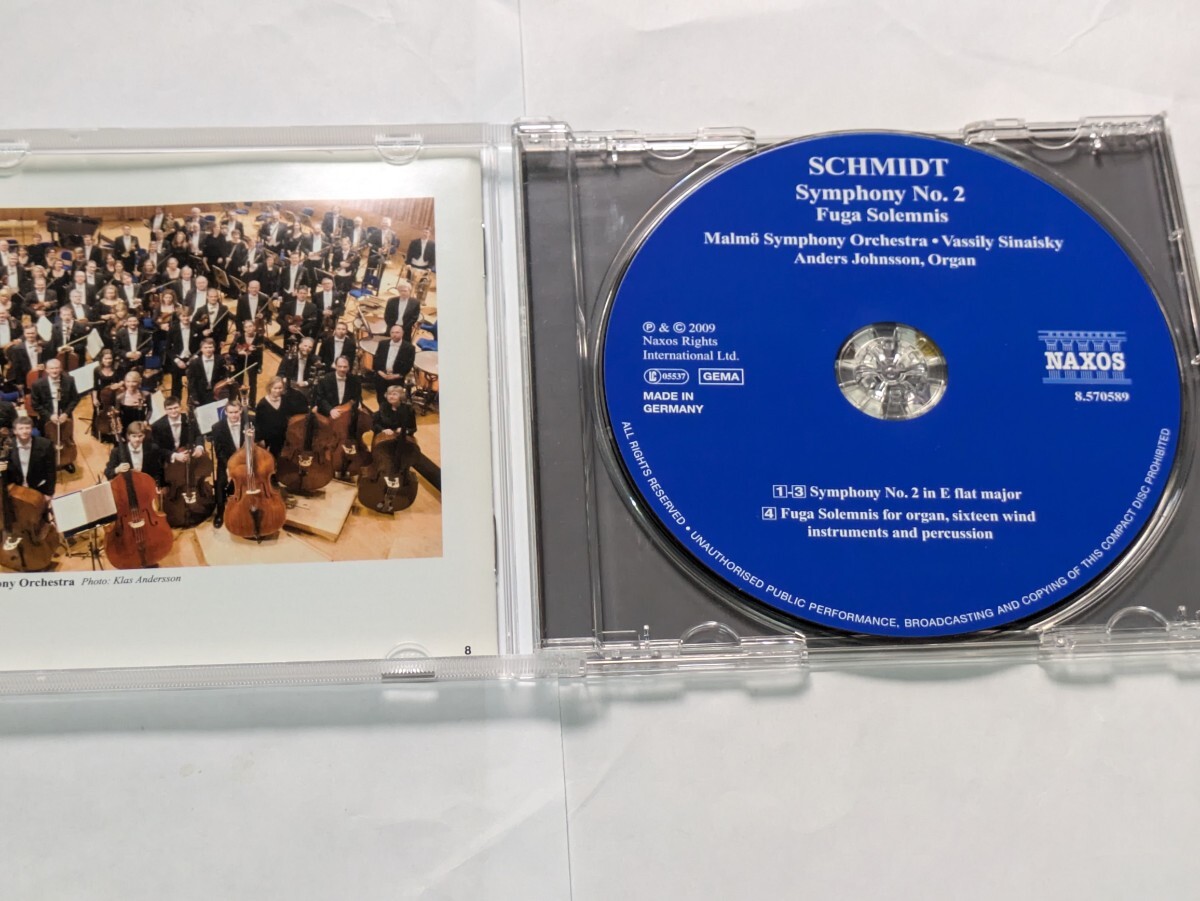 ony Orchestra Photo: Klas Andersson
8
SCHMIDT
Symphony No. 2
Fuga Solemnis
Malmö Symphony Orchestra • Vassily Sinaisky
Anders Johnsson, Organ
℗ & © 2009
Naxos Rights
International Ltd.
LC 05537 GEMA
MADE IN
GERMANY
NAXOS
8.570589
1-3 Symphony No. 2 in E flat major
4 Fuga Solemnis for organ, sixteen wind
instruments and percussion
ALL RIGHTS RESERVED • UNAUTHORISED PUBLIC PERFORMANCE, BROADCASTING AND COPYING OF THIS COMPACT DISC PROHIBITED